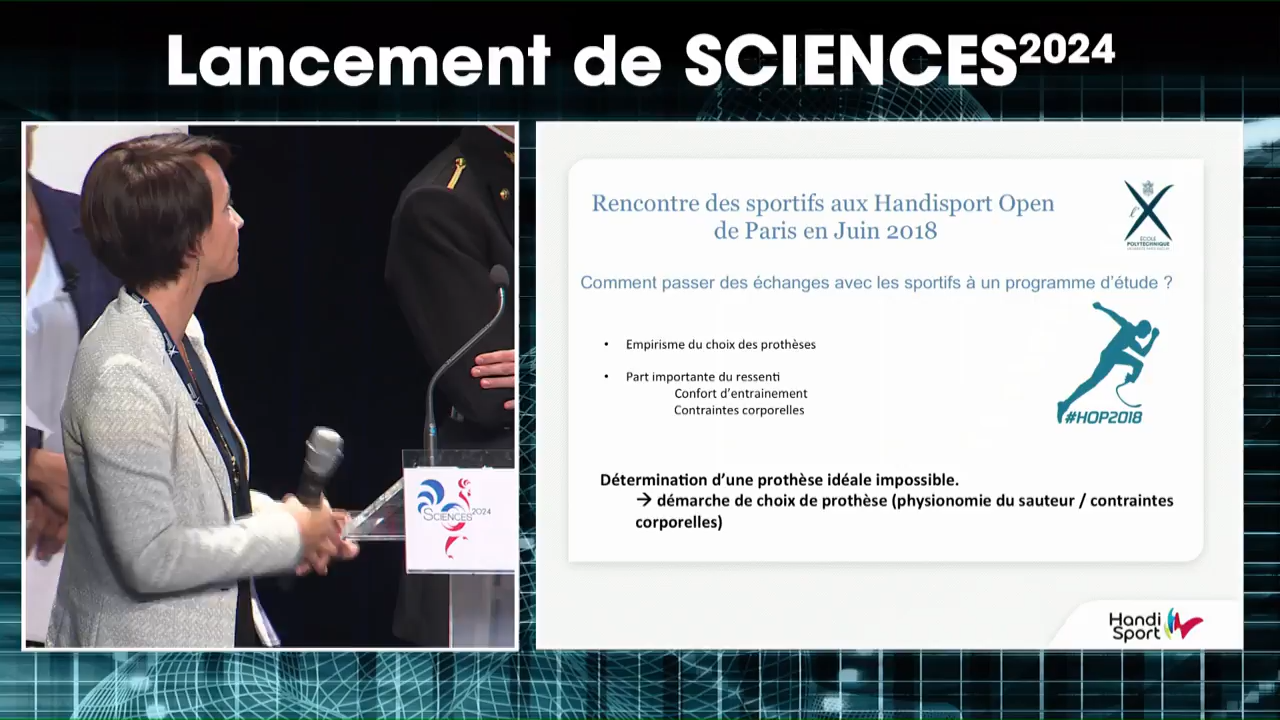 Lancement de SCIENCES²⁰²⁴
Rencontre des sportifs aux Handisport Open
de Paris en Juin 2018
ÉCOLE
POLYTECHNIQUE
Comment passer des échanges avec les sportifs à un programme d'étude ?
• Empirisme du choix des prothèses
• Part importante du ressenti
Confort d'entrainement
Contraintes corporelles
#HOP2018
Détermination d'une prothèse idéale impossible.
→ démarche de choix de prothèse (physionomie du sauteur / contraintes
corporelles)
SCIENCES 2024
Handi
Sport